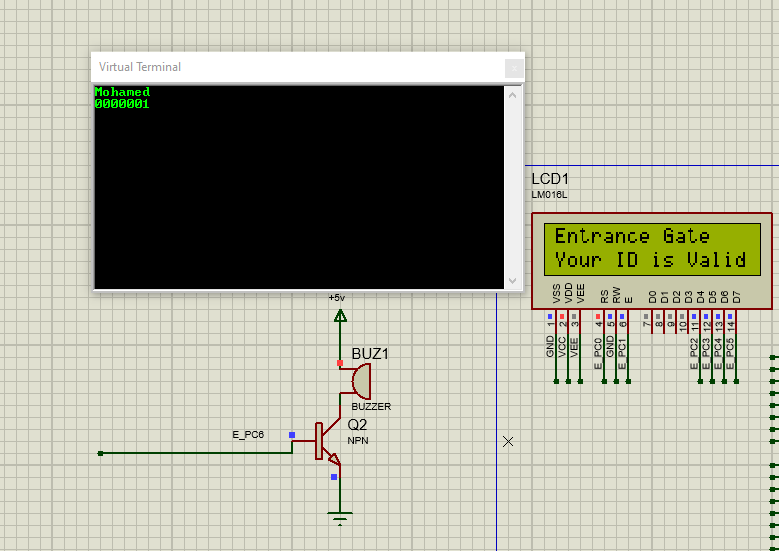 Virtual Terminal
Mohamed
0000001
LCD1
LM016L
Entrance Gate
Your ID is Valid
VSS
VDD
VEE
RS
RW
E
D0
D1
D2
D3
D4
D5
D6
D7
1
2
3
4
5
6
7
8
9
10
11
12
13
14
GND
VCC
VEE
E_PC0
GND
E_PC1
E_PC2
E_PC3
E_PC4
E_PC5
+5v
BUZ1
BUZZER
Q2
NPN
E_PC6